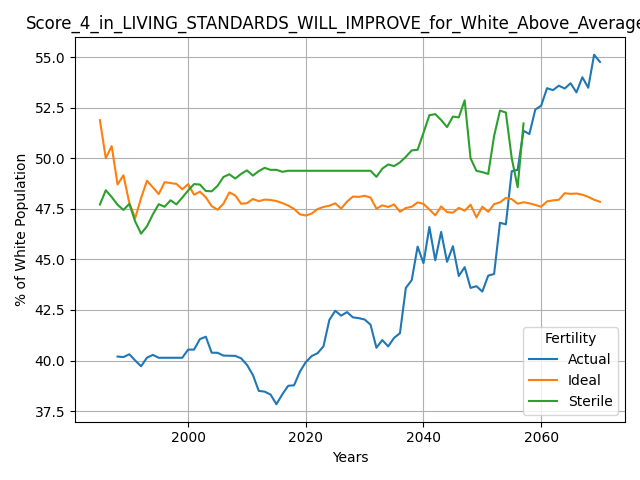 Score_4_in_LIVING_STANDARDS_WILL_IMPROVE_for_White_Above_Average
55.0
52.5
50.0
47.5
45.0
42.5
40.0
37.5
% of White Population
2000
2020
2040
2060
Years
Fertility
Actual
Ideal
Sterile